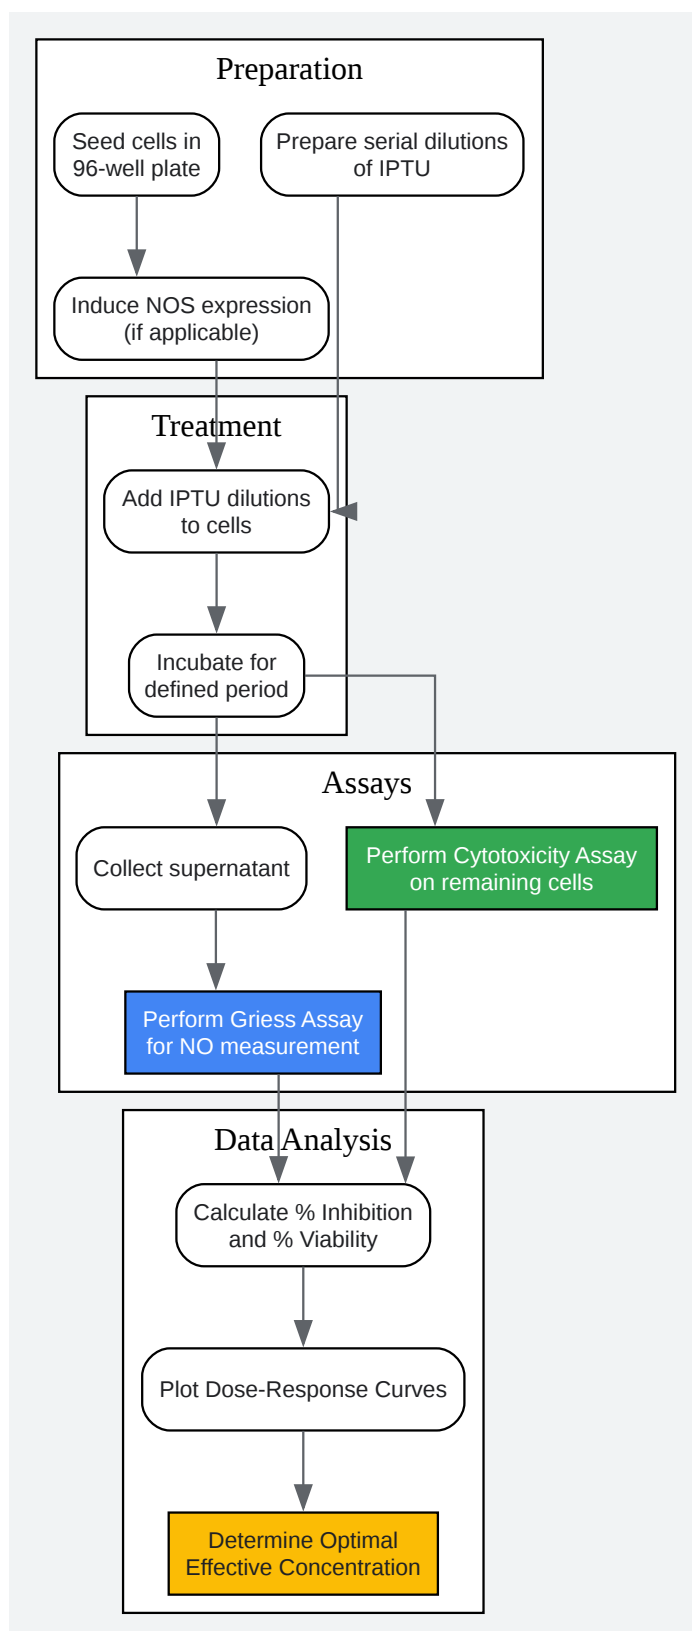 Preparation
Seed cells in
96-well plate
Prepare serial dilutions
of IPTU
Induce NOS expression
(if applicable)
Treatment
Add IPTU dilutions
to cells
Incubate for
defined period
Assays
Collect supernatant
Perform Cytotoxicity Assay
on remaining cells
Perform Griess Assay
for NO measurement
Data Analysis
Calculate % Inhibition
and % Viability
Plot Dose-Response Curves
Determine Optimal
Effective Concentration